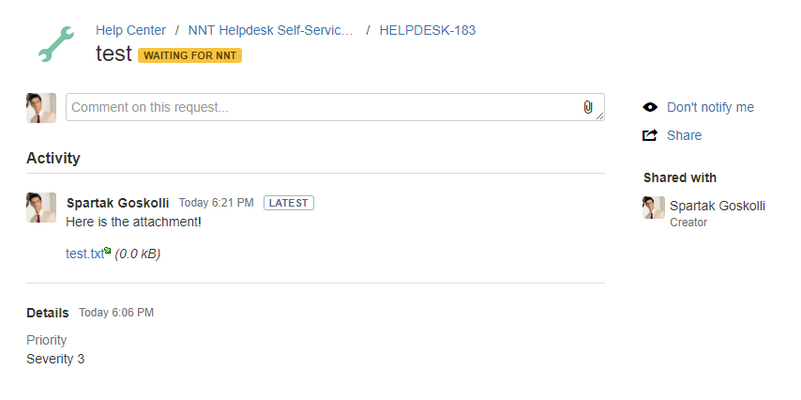 Help Center / NNT Helpdesk Self-Servic... / HELPDESK-183
test WAITING FOR NNT
Comment on this request...
Don't notify me
Share
Activity
Shared with
Spartak Goskolli Today 6:21 PM LATEST
Here is the attachment!
Spartak Goskolli
Creator
test.txt (0.0 kB)
Details Today 6:06 PM
Priority
Severity 3